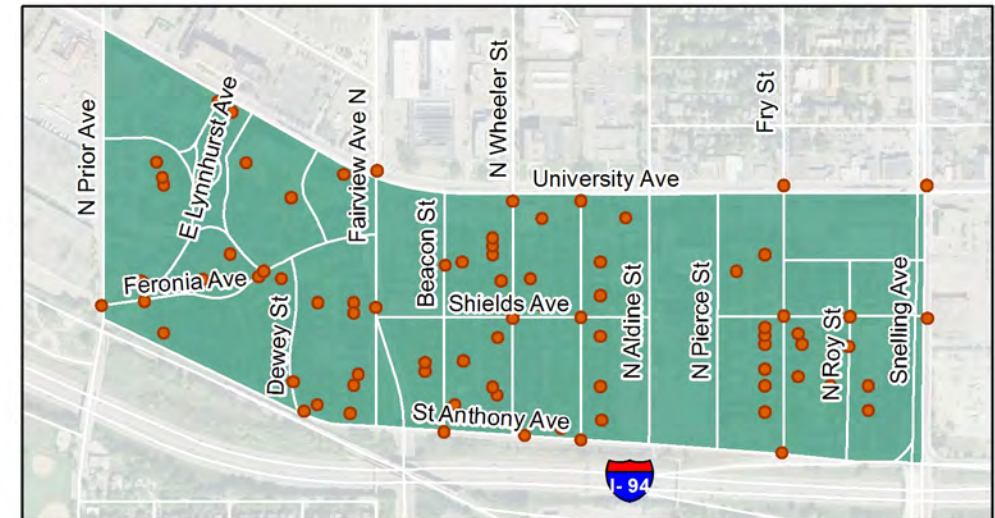 N Prior Ave
E Lynnhurst Ave
Fairview Ave N
N Wheeler St
Fry St
University Ave
Beacon St
Feronia Ave
Shields Ave
Dewey St
N Aldine St
N Pierce St
N Roy St
Snelling Ave
St Anthony Ave
I- 94